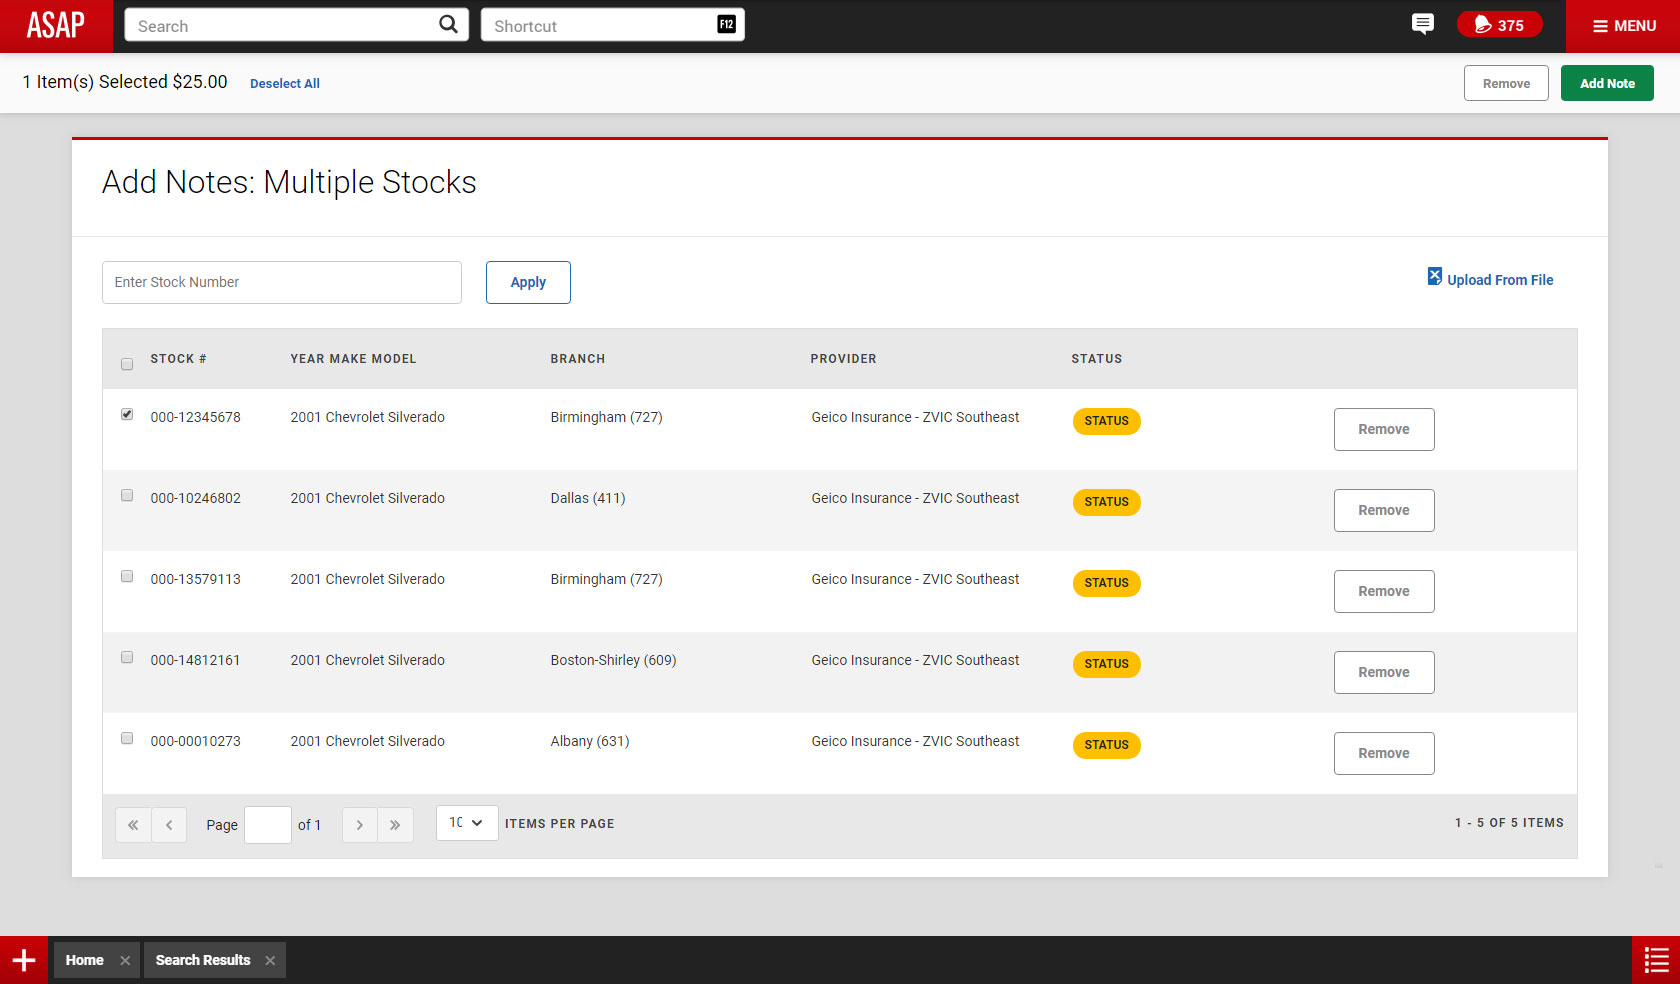 ASAP Search Shortcut F12 375 MENU
1 Item(s) Selected $25.00 Deselect All Remove Add Note
Add Notes: Multiple Stocks
Enter Stock Number Apply Upload From File
STOCK # YEAR MAKE MODEL BRANCH PROVIDER STATUS
000-12345678 2001 Chevrolet Silverado Birmingham (727) Geico Insurance - ZVIC Southeast STATUS Remove
000-10246802 2001 Chevrolet Silverado Dallas (411) Geico Insurance - ZVIC Southeast STATUS Remove
000-13579113 2001 Chevrolet Silverado Birmingham (727) Geico Insurance - ZVIC Southeast STATUS Remove
000-14812161 2001 Chevrolet Silverado Boston-Shirley (609) Geico Insurance - ZVIC Southeast STATUS Remove
000-00010273 2001 Chevrolet Silverado Albany (631) Geico Insurance - ZVIC Southeast STATUS Remove
« ‹ Page of 1 › » 10 ITEMS PER PAGE 1 - 5 OF 5 ITEMS
Home × Search Results ×